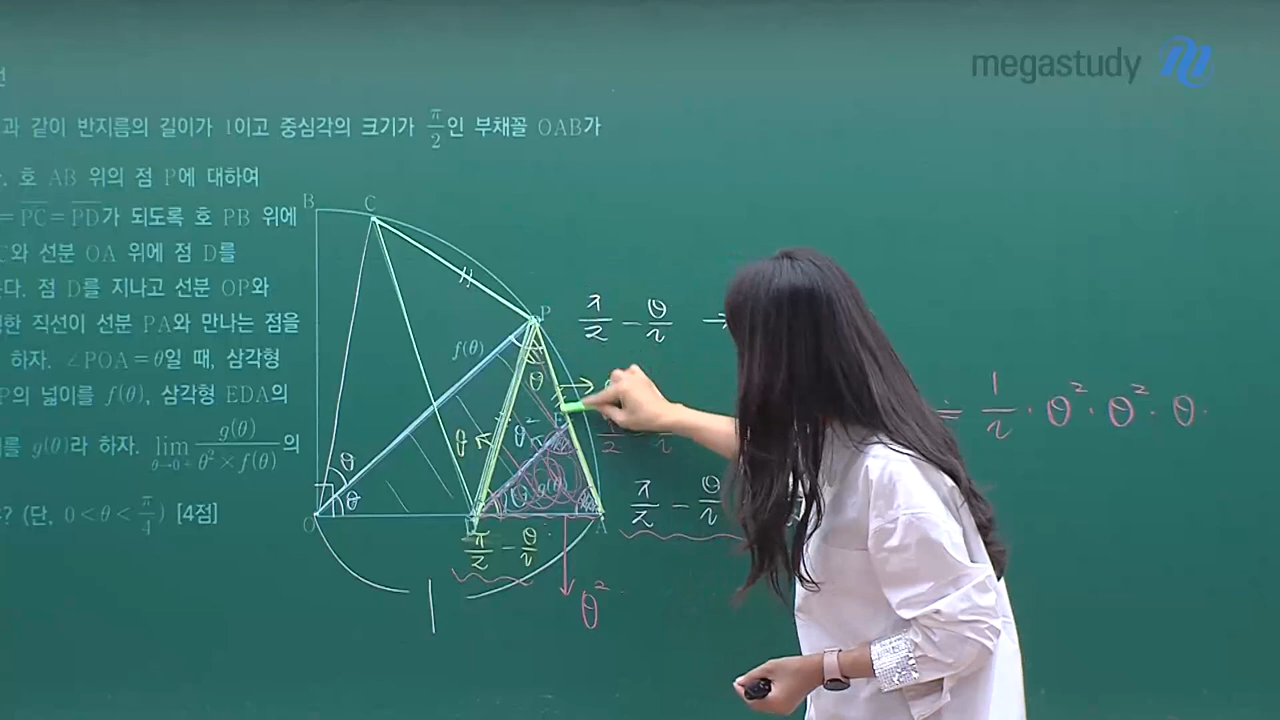 megastudy
과 같이 반지름의 길이가 1이고 중심각의 크기가 π/2인 부채꼴 OAB가
. 호 AB 위의 점 P에 대하여
=PC=PD가 되도록 호 PB 위에
C와 선분 OA 위에 점 D를
다. 점 D를 지나고 선분 OP와
한 직선이 선분 PA와 만나는 점을
하자. ∠POA=θ일 때, 삼각형
P의 넓이를 f(θ), 삼각형 EDA의
를 g(θ)라 하자. lim θ→0+ g(θ)/(θ²×f(θ))의
? (단, 0<θ<π/4) [4점]
B C
P
f(θ)
θ
θ θ²
θ
θ g(θ)
O A
π/2 - θ/2
1
θ²
π/2 - θ/2 →
π/2 - θ/2
≒ 1/2 · θ² · θ² · θ ·